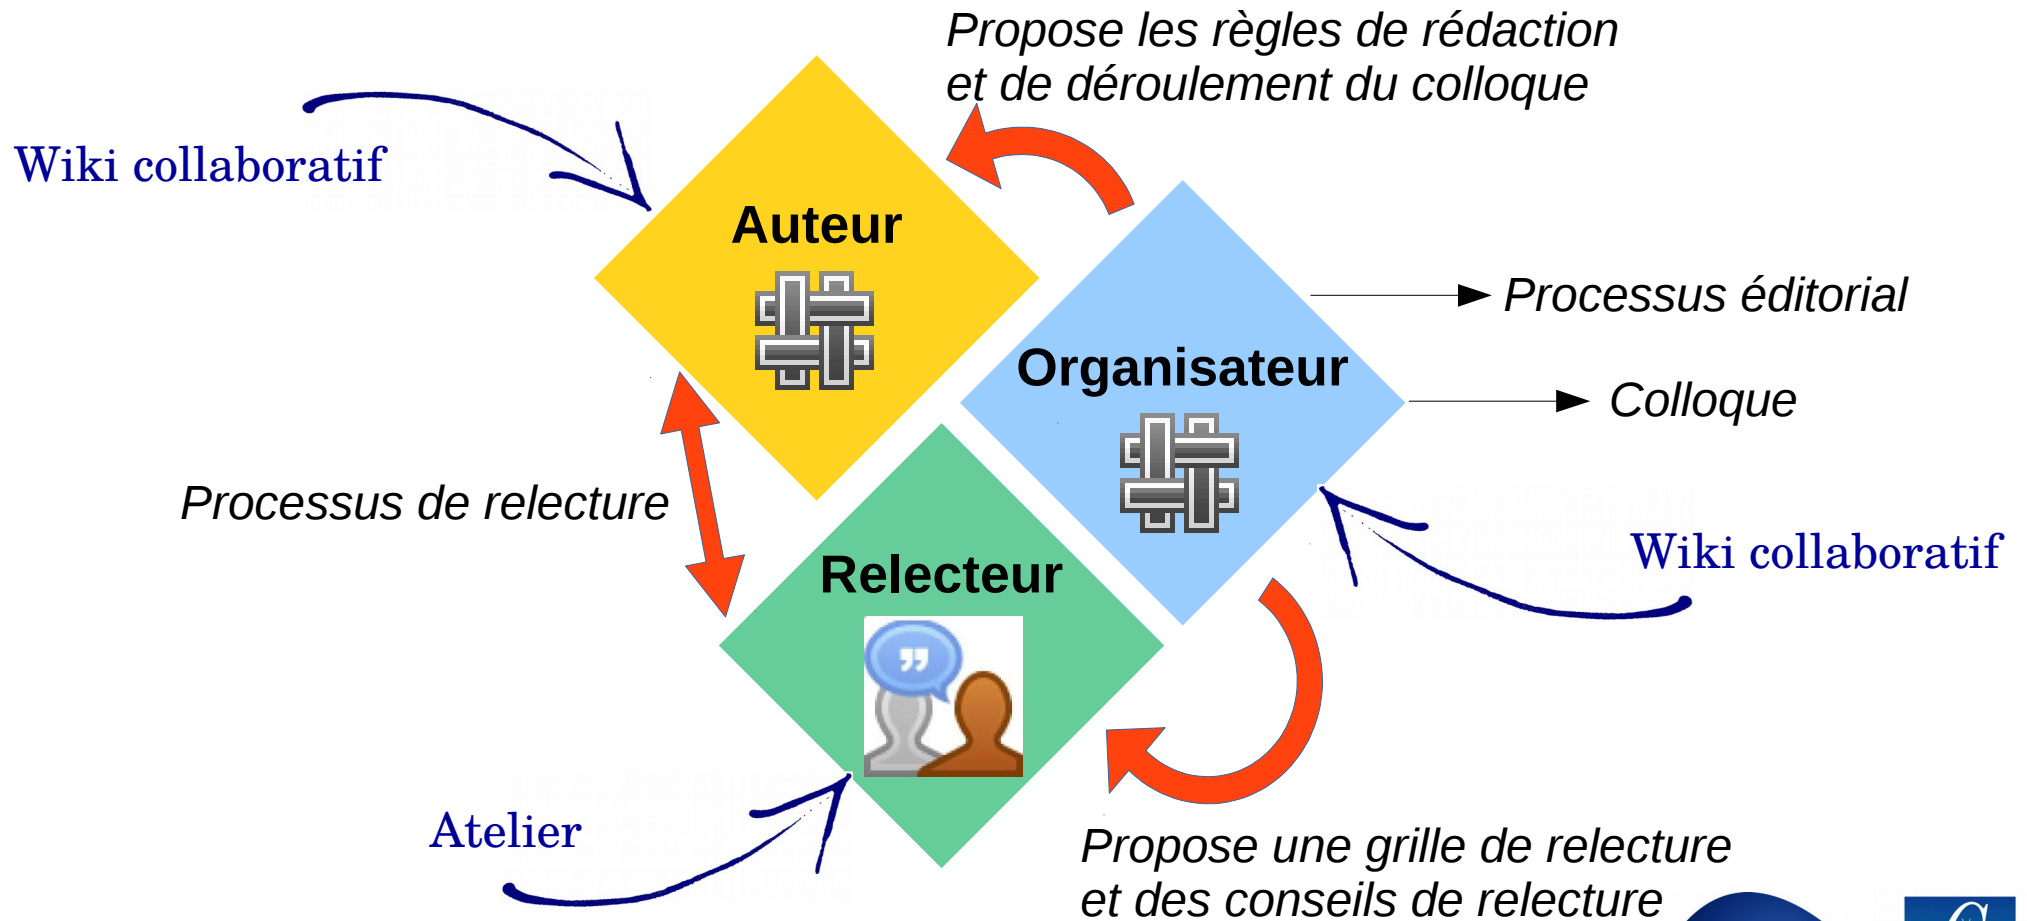 Propose les règles de rédaction
et de déroulement du colloque
Wiki collaboratif
Auteur
Processus éditorial
Organisateur
Colloque
Processus de relecture
Wiki collaboratif
Relecteur
Atelier
Propose une grille de relecture
et des conseils de relecture